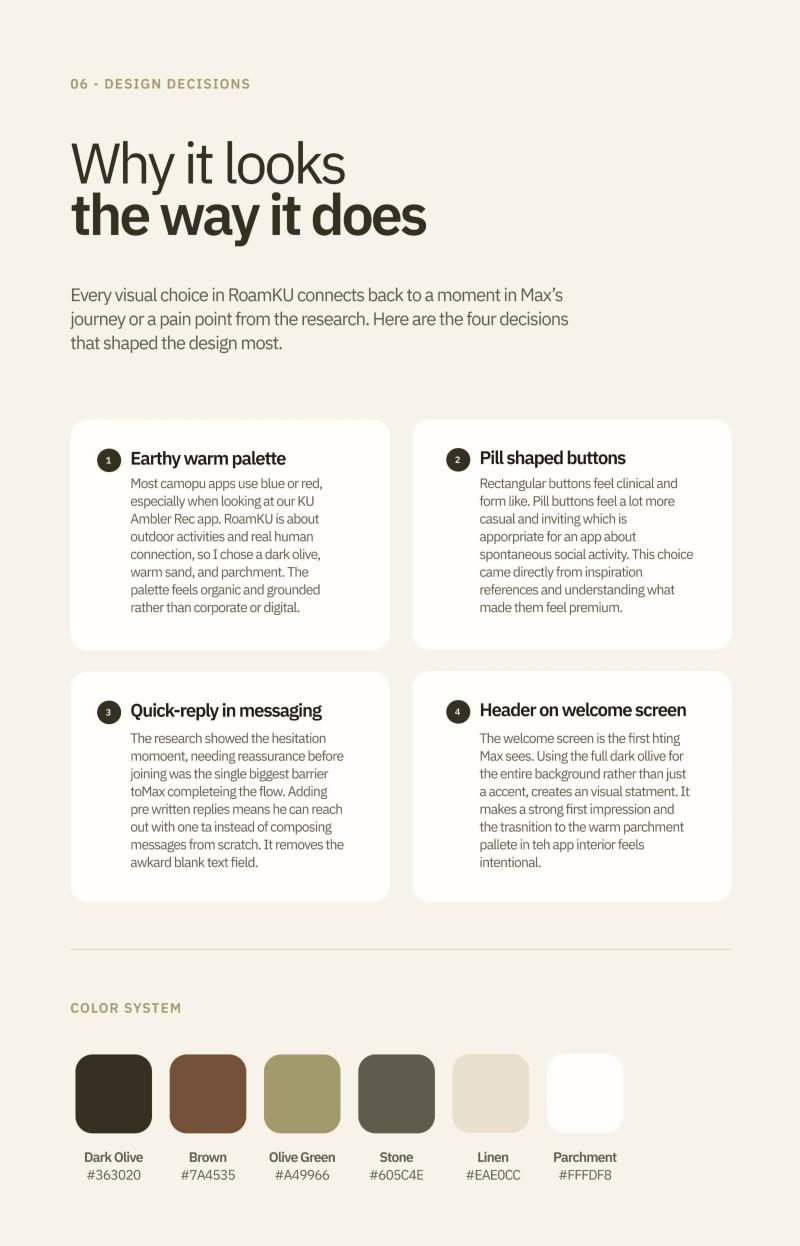 06 - DESIGN DECISIONS
Why it looks
the way it does
Every visual choice in RoamKU connects back to a moment in Max’s
journey or a pain point from the research. Here are the four decisions
that shaped the design most.
1
Earthy warm palette
Most camopu apps use blue or red,
especially when looking at our KU
Ambler Rec app. RoamKU is about
outdoor activities and real human
connection, so I chose a dark olive,
warm sand, and parchment. The
palette feels organic and grounded
rather than corporate or digital.
2
Pill shaped buttons
Rectangular buttons feel clinical and
form like. Pill buttons feel a lot more
casual and inviting which is
apporpriate for an app about
spontaneous social activity. This choice
came directly from inspiration
references and understanding what
made them feel premium.
3
Quick-reply in messaging
The research showed the hesitation
momoent, needing reassurance before
joining was the single biggest barrier
toMax completeing the flow. Adding
pre written replies means he can reach
out with one ta instead of composing
messages from scratch. It removes the
awkard blank text field.
4
Header on welcome screen
The welcome screen is the first hting
Max sees. Using the full dark ollive for
the entire background rather than just
a accent, creates an visual statment. It
makes a strong first impression and
the trasnition to the warm parchment
pallete in teh app interior feels
intentional.
COLOR SYSTEM
Dark Olive
#363020
Brown
#7A4535
Olive Green
#A49966
Stone
#605C4E
Linen
#EAE0CC
Parchment
#FFFDF8